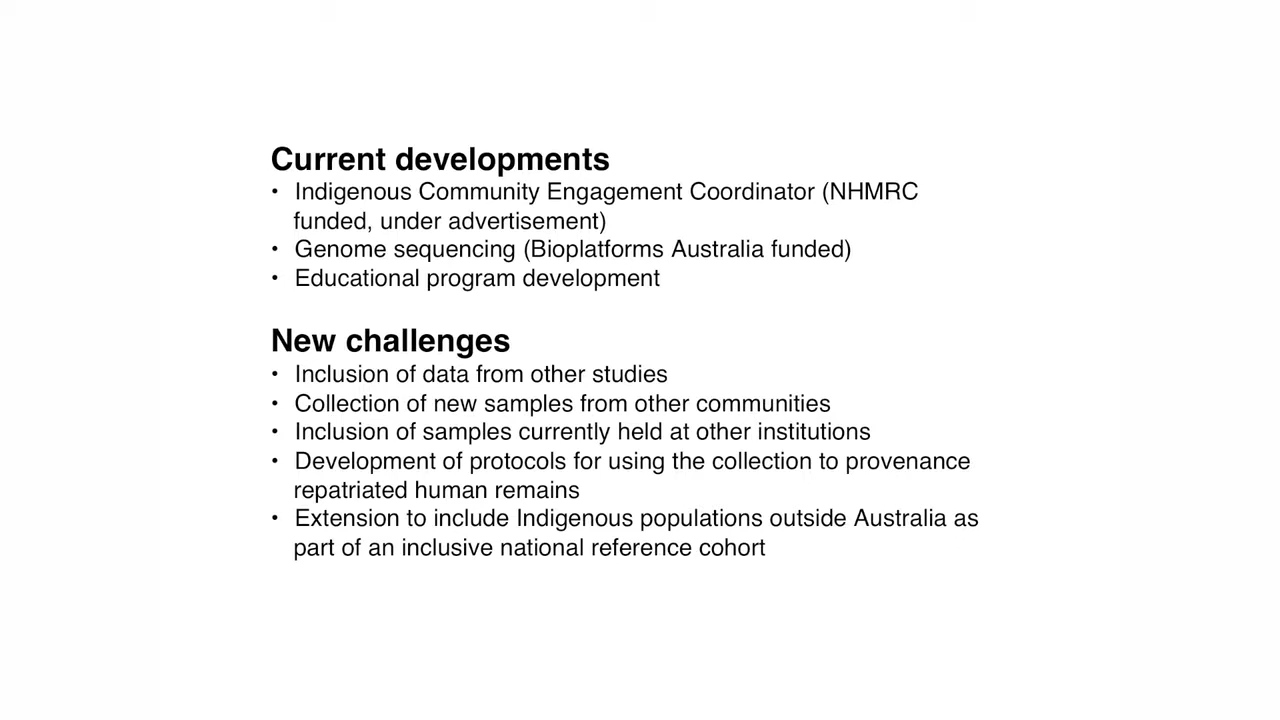 Current developments
• Indigenous Community Engagement Coordinator (NHMRC
funded, under advertisement)
• Genome sequencing (Bioplatforms Australia funded)
• Educational program development
New challenges
• Inclusion of data from other studies
• Collection of new samples from other communities
• Inclusion of samples currently held at other institutions
• Development of protocols for using the collection to provenance
repatriated human remains
• Extension to include Indigenous populations outside Australia as
part of an inclusive national reference cohort